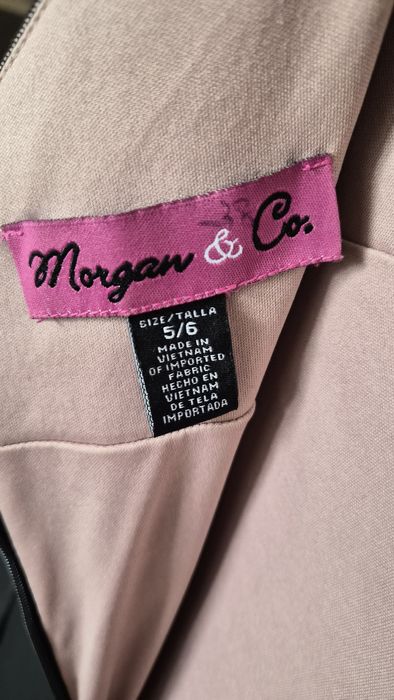 Morgan & Co.
SIZE/TALLA
5/6
MADE IN
VIETNAM
OF IMPORTED
FABRIC
HECHO EN
VIETNAM
DE TELA
IMPORTADA